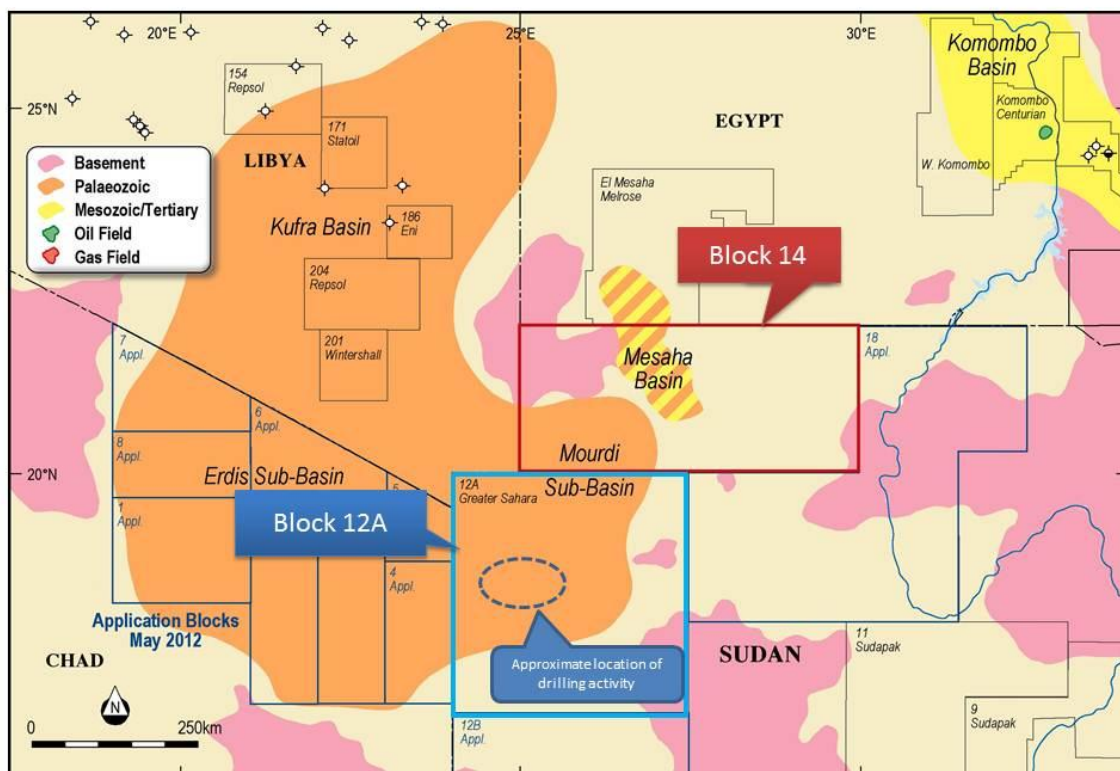 20°E
25°E
30°E
25°N
20°N
154
Repsol
171
Statoil
LIBYA
Kufra Basin
186
Eni
204
Repsol
201
Wintershall
EGYPT
El Mesaha
Melrose
Komombo
Basin
Komombo
Centurian
W. Komombo
Basement
Palaeozoic
Mesozoic/Tertiary
Oil Field
Gas Field
Block 14
Mesaha
Basin
18
Appl.
7
Appl.
6
Appl.
8
Appl.
Erdis Sub-Basin
5
1
Appl.
4
Appl.
Mourdi
Sub-Basin
12A
Greater Sahara
Block 12A
Approximate location of
drilling activity
Application Blocks
May 2012
CHAD
SUDAN
11
Sudapak
9
Sudapak
12B
Appl.
N
0
250km